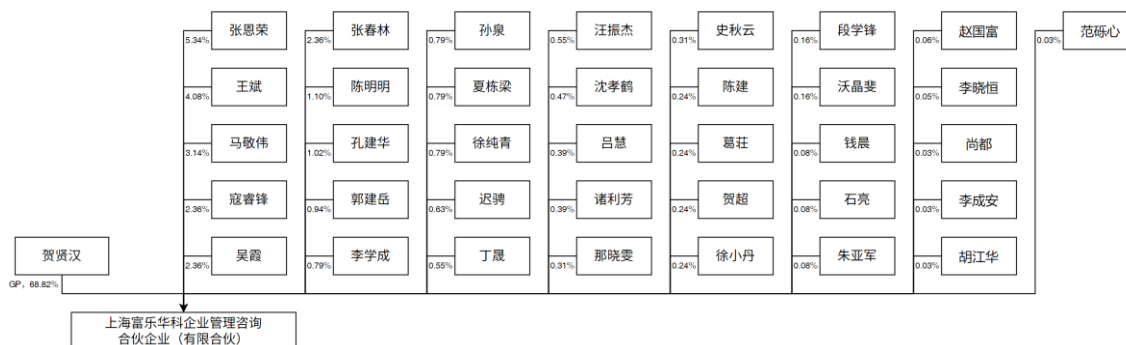 张恩荣
张春林
孙泉
汪振杰
史秋云
段学锋
赵国富
范砾心
5.34%
2.36%
0.79%
0.55%
0.31%
0.16%
0.06%
0.03%
王斌
陈明明
夏栋梁
沈孝鹤
陈建
沃晶斐
李晓恒
4.08%
1.10%
0.79%
0.47%
0.24%
0.16%
0.05%
马敬伟
孔建华
徐纯青
吕慧
葛荘
钱晨
尚都
3.14%
1.02%
0.79%
0.39%
0.24%
0.08%
0.03%
寇睿锋
郭建岳
迟骋
诸利芳
贺超
石亮
李成安
2.36%
0.94%
0.63%
0.39%
0.24%
0.08%
0.03%
贺贤汉
吴霞
李学成
丁晟
那晓雯
徐小丹
朱亚军
胡江华
2.36%
0.79%
0.55%
0.31%
0.24%
0.08%
0.03%
GP，68.82%
上海富乐华科企业管理咨询
合伙企业（有限合伙）